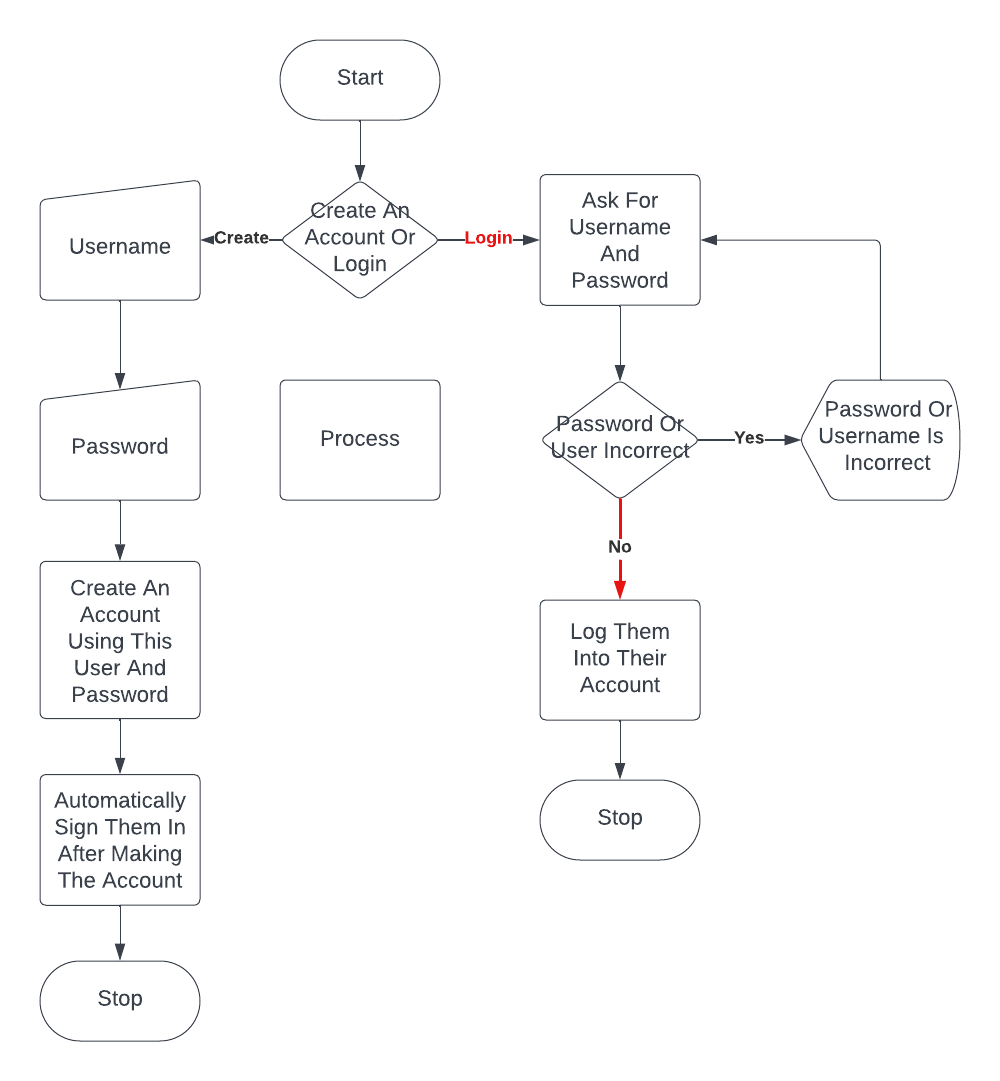 Start
Create An
Account Or
Login
Create
Login
Username
Ask For
Username
And
Password
Password
Process
Password Or
User Incorrect
Yes
Password Or
Username Is
Incorrect
No
Create An
Account
Using This
User And
Password
Log Them
Into Their
Account
Automatically
Sign Them In
After Making
The Account
Stop
Stop